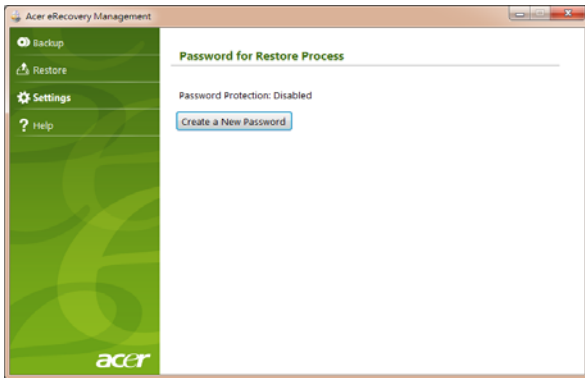 Acer eRecovery Management
Backup
Restore
Settings
Help
Password for Restore Process
Password Protection: Disabled
Create a New Password
acer